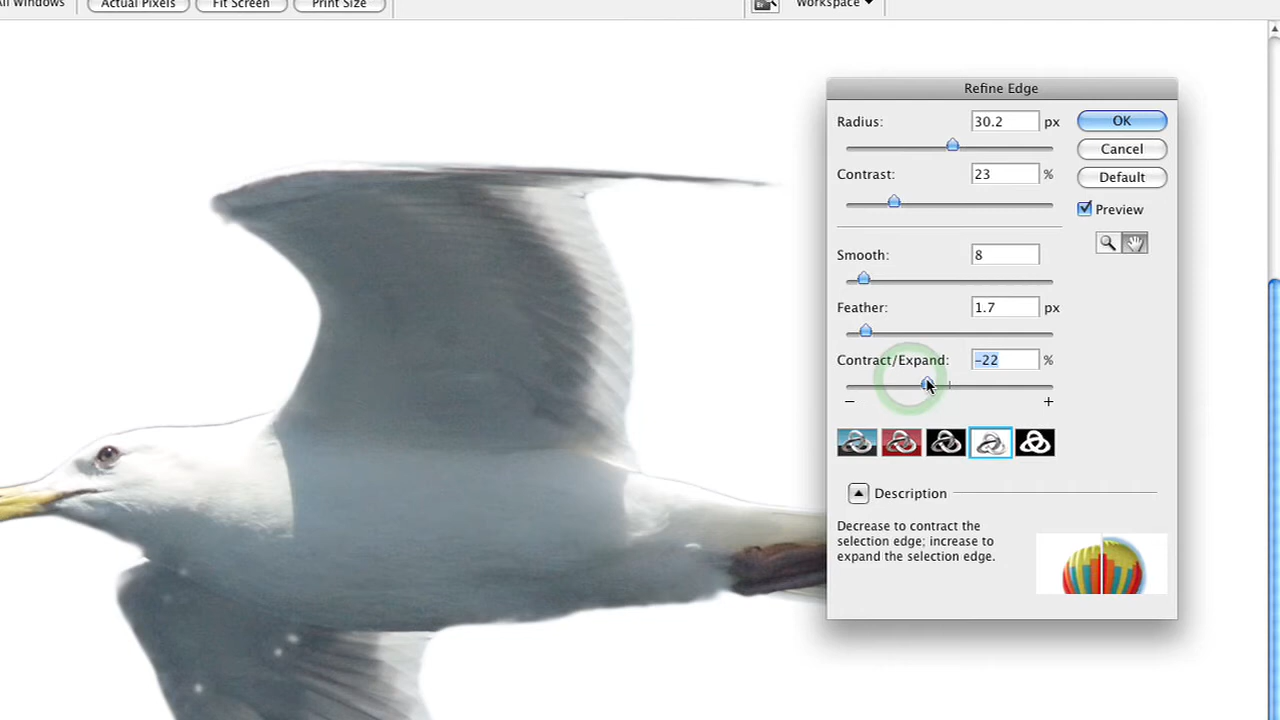 All Windows
Actual Pixels
Fit Screen
Print Size
Workspace
Refine Edge
Radius: 30.2 px
OK
Cancel
Contrast: 23 %
Default
Preview
Smooth: 8
Feather: 1.7 px
Contract/Expand: -22 %
− +
Description
Decrease to contract the
selection edge; increase to
expand the selection edge.